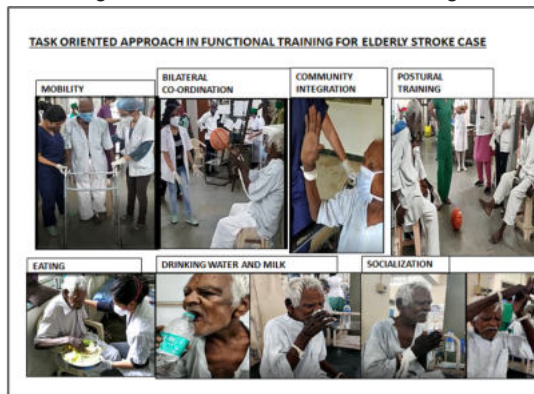 TASK ORIENTED APPROACH IN FUNCTIONAL TRAINING FOR ELDERLY STROKE CASE
MOBILITY
BILATERAL
CO-ORDINATION
COMMUNITY
INTEGRATION
POSTURAL
TRAINING
EATING
DRINKING WATER AND MILK
SOCIALIZATION